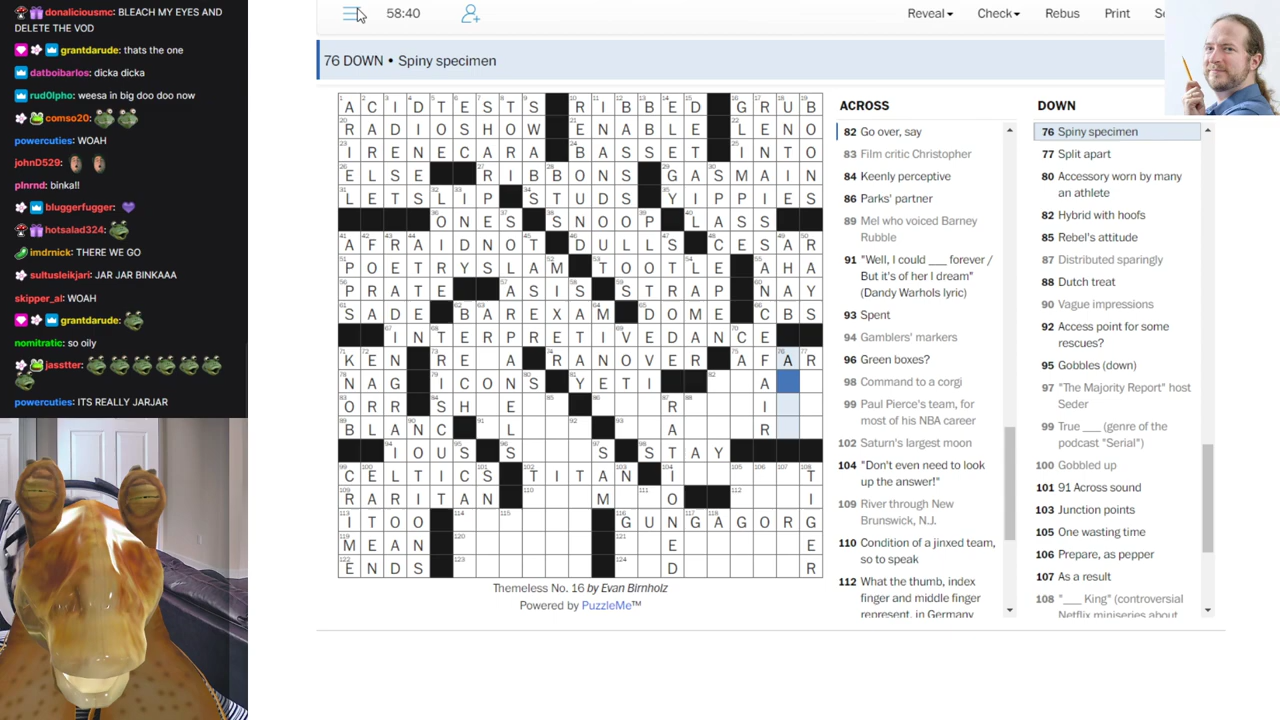 donaliciousmc: BLEACH MY EYES AND
DELETE THE VOD
grantdarude: thats the one
datboibarlos: dicka dicka
rud0lpho: weesa in big doo doo now
comso20:
powercuties: WOAH
johnD529:
plnrnd: binka!!
bluggerfugger:
hotsalad324:
imdrnick: THERE WE GO
sultusleikjari: JAR JAR BINKAAA
skipper_al: WOAH
grantdarude:
nomitratic: so oily
jasstter:
powercuties: ITS REALLY JARJAR
58:40
Reveal
Check
Rebus
Print
Se
76 DOWN • Spiny specimen
A C I D T E S T S R I B B E D G R U B
R A D I O S H O W E N A B L E L E N O
I R E N E C A R A B A S S E T I N T O
E L S E R I B B O N S G A S M A I N
L E T S L I P S T U D S Y I P P I E S
O N E S S N O O P L A S S
A F R A I D N O T D U L L S C E S A R
P O E T R Y S L A M T O O T L E A H A
P R A T E A S I S S T R A P N A Y
S A D E B A R E X A M D O M E C B S
I N T E R P R E T I V E D A N C E
K E N R E A R A N O V E R A F A R
N A G I C O N S Y E T I A
O R R S H E R I
B L A N C L A R
I O U S S S T A Y
C E L T I C S T I T A N I T
R A R I T A N M O I
I T O O G U N G A G O R G
M E A N E E
E N D S D R
Themeless No. 16 by Evan Birnholz
Powered by PuzzleMe™
ACROSS
82 Go over, say
83 Film critic Christopher
84 Keenly perceptive
86 Parks' partner
89 Mel who voiced Barney
Rubble
91 "Well, I could ___ forever /
But it's of her I dream"
(Dandy Warhols lyric)
93 Spent
94 Gamblers' markers
96 Green boxes?
98 Command to a corgi
99 Paul Pierce's team, for
most of his NBA career
102 Saturn's largest moon
104 "Don't even need to look
up the answer!"
109 River through New
Brunswick, N.J.
110 Condition of a jinxed team,
so to speak
112 What the thumb, index
finger and middle finger
represent, in Germany
DOWN
76 Spiny specimen
77 Split apart
80 Accessory worn by many
an athlete
82 Hybrid with hoofs
85 Rebel's attitude
87 Distributed sparingly
88 Dutch treat
90 Vague impressions
92 Access point for some
rescues?
95 Gobbles (down)
97 "The Majority Report" host
Seder
99 True ___ (genre of the
podcast "Serial")
100 Gobbled up
101 91 Across sound
103 Junction points
105 One wasting time
106 Prepare, as pepper
107 As a result
108 "___ King" (controversial
Netflix miniseries about